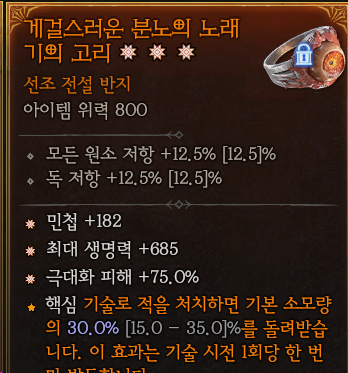 게걸스러운 분노의 노래
기의 고리
선조 전설 반지
아이템 위력 800
모든 원소 저항 +12.5% [12.5]%
독 저항 +12.5% [12.5]%
민첩 +182
최대 생명력 +685
극대화 피해 +75.0%
핵심 기술로 적을 처치하면 기본 소모량
의 30.0% [15.0 - 35.0]%를 돌려받습
니다. 이 효과는 기술 시전 1회당 한 번